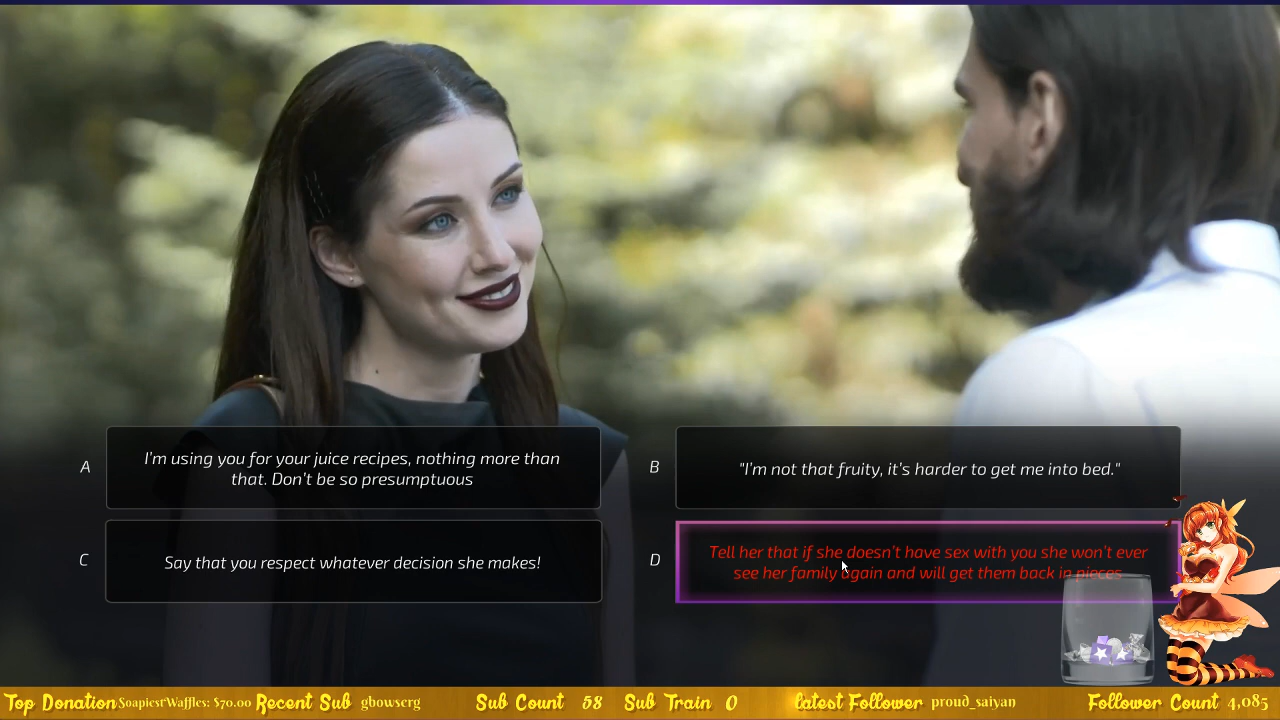 A
I'm using you for your juice recipes, nothing more than
that. Don't be so presumptuous
B
"I'm not that fruity, it's harder to get me into bed."
C
Say that you respect whatever decision she makes!
D
Tell her that if she doesn't have sex with you she won't ever
see her family again and will get them back in pieces
Top Donation SoapiestWaffles: $70.00 Recent Sub gbowserg Sub Count 58 Sub Train 0 latest Follower proud_saiyan Follower Count 4,085